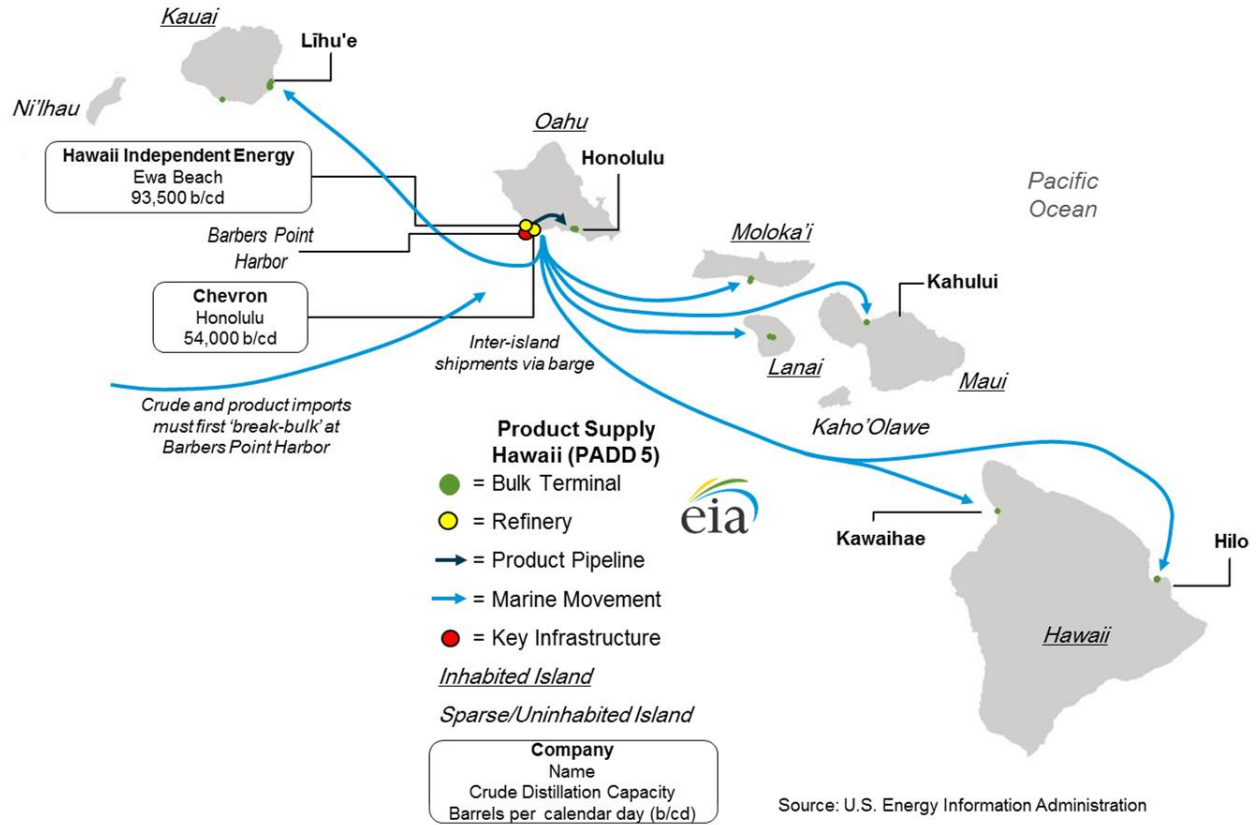 Kauai
Līhu'e
Ni'lhau
Hawaii Independent Energy
Ewa Beach
93,500 b/cd
Oahu
Honolulu
Pacific
Ocean
Barbers Point
Harbor
Moloka'i
Chevron
Honolulu
54,000 b/cd
Kahului
Inter-island
shipments via barge
Lanai
Maui
Crude and product imports
must first ‘break-bulk’ at
Barbers Point Harbor
Kaho’Olawe
Product Supply
Hawaii (PADD 5)
= Bulk Terminal
= Refinery
= Product Pipeline
= Marine Movement
= Key Infrastructure
Inhabited Island
Sparse/Uninhabited Island
Company
Name
Crude Distillation Capacity
Barrels per calendar day (b/cd)
eia
Kawaihae
Hilo
Hawaii
Source: U.S. Energy Information Administration